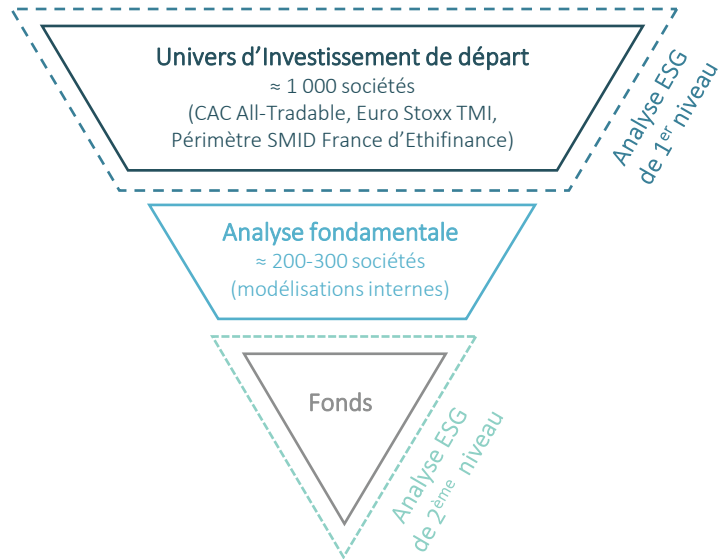 Univers d’Investissement de départ
≈ 1 000 sociétés
(CAC All-Tradable, Euro Stoxx TMI,
Périmètre SMID France d’Ethifinance)
Analyse ESG
de 1er niveau
Analyse fondamentale
≈ 200-300 sociétés
(modélisations internes)
Fonds
Analyse ESG
de 2ème niveau